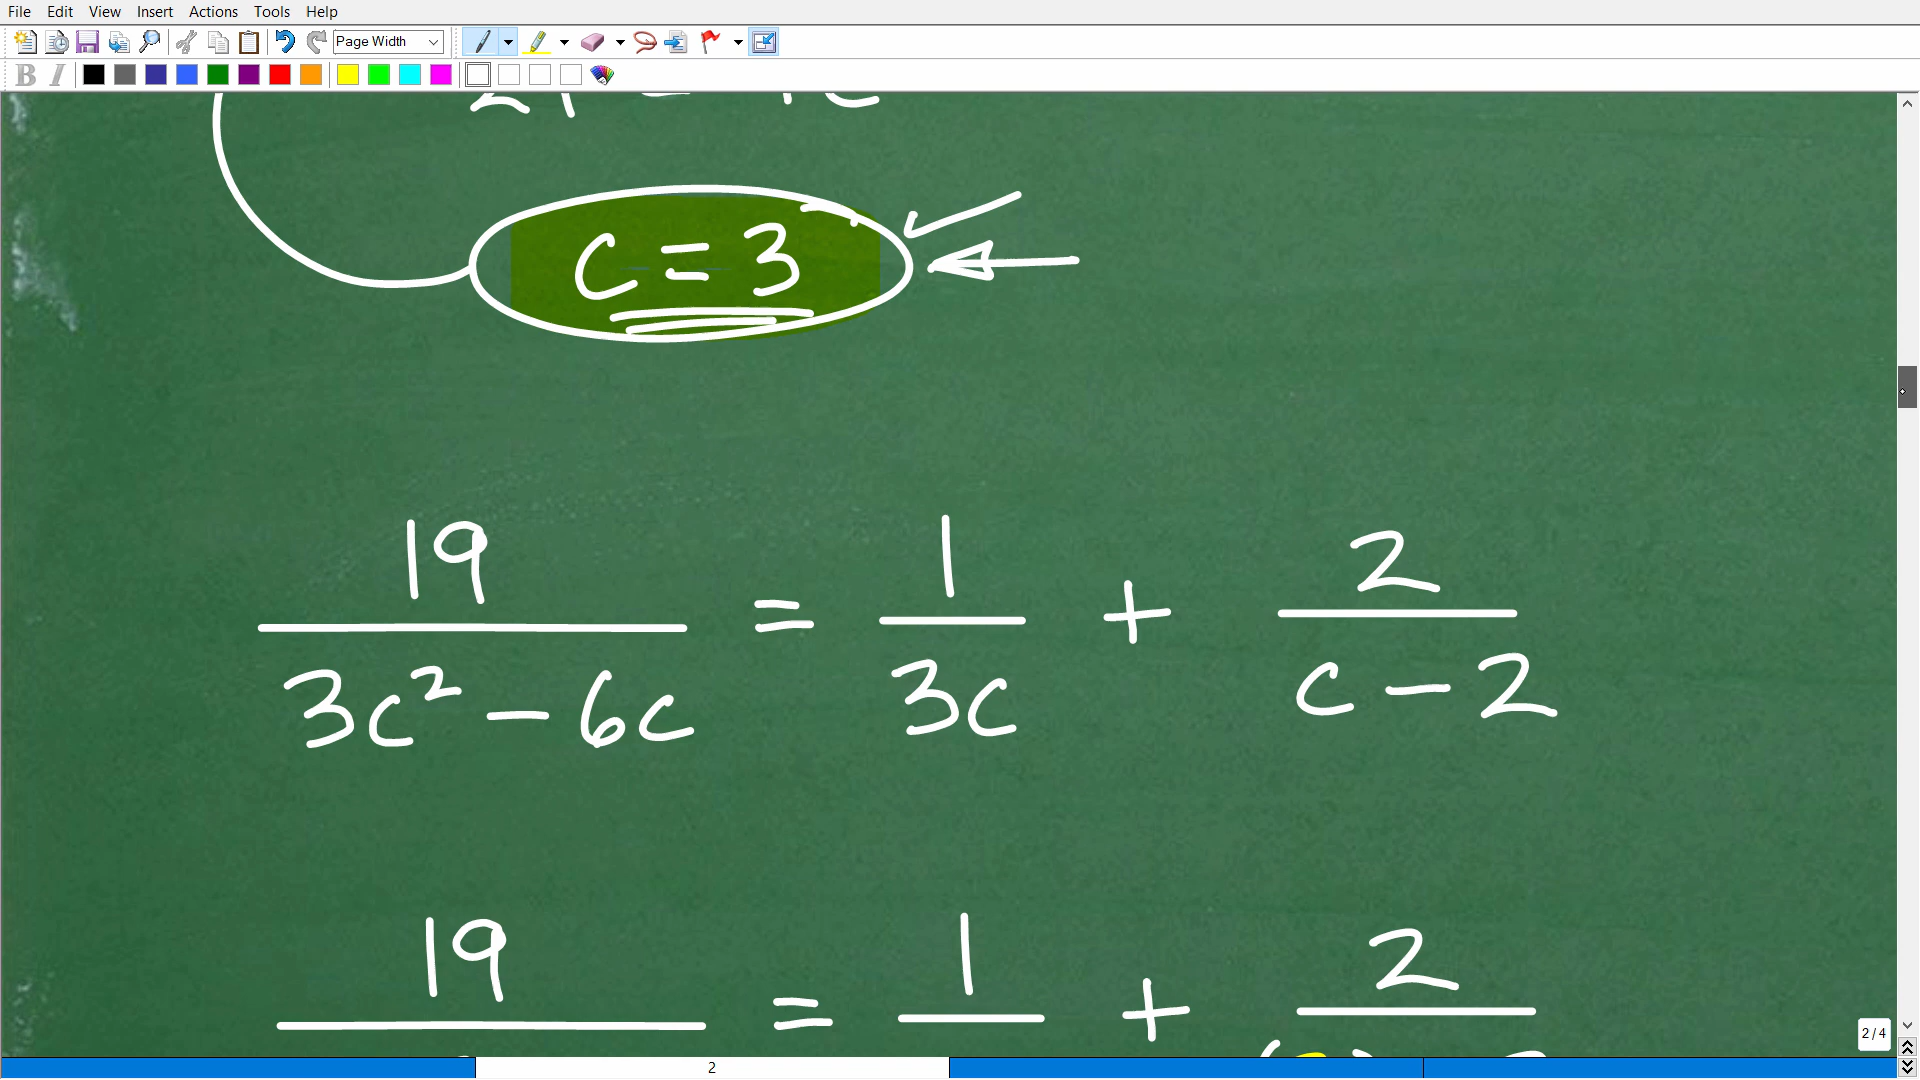 File Edit View Insert Actions Tools Help
Page Width
B I
c = 3
19 = 1 + 2
3c² − 6c 3c c − 2
19 = 1 + 2
2 / 4
2